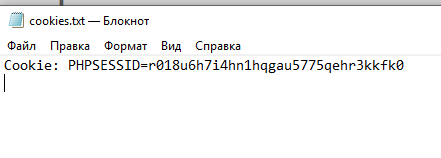 cookies.txt — Блокнот
Файл Правка Формат Вид Справка
Cookie: PHPSESSID=r018u6h7i4hn1hqgau5775qehr3kkfk0